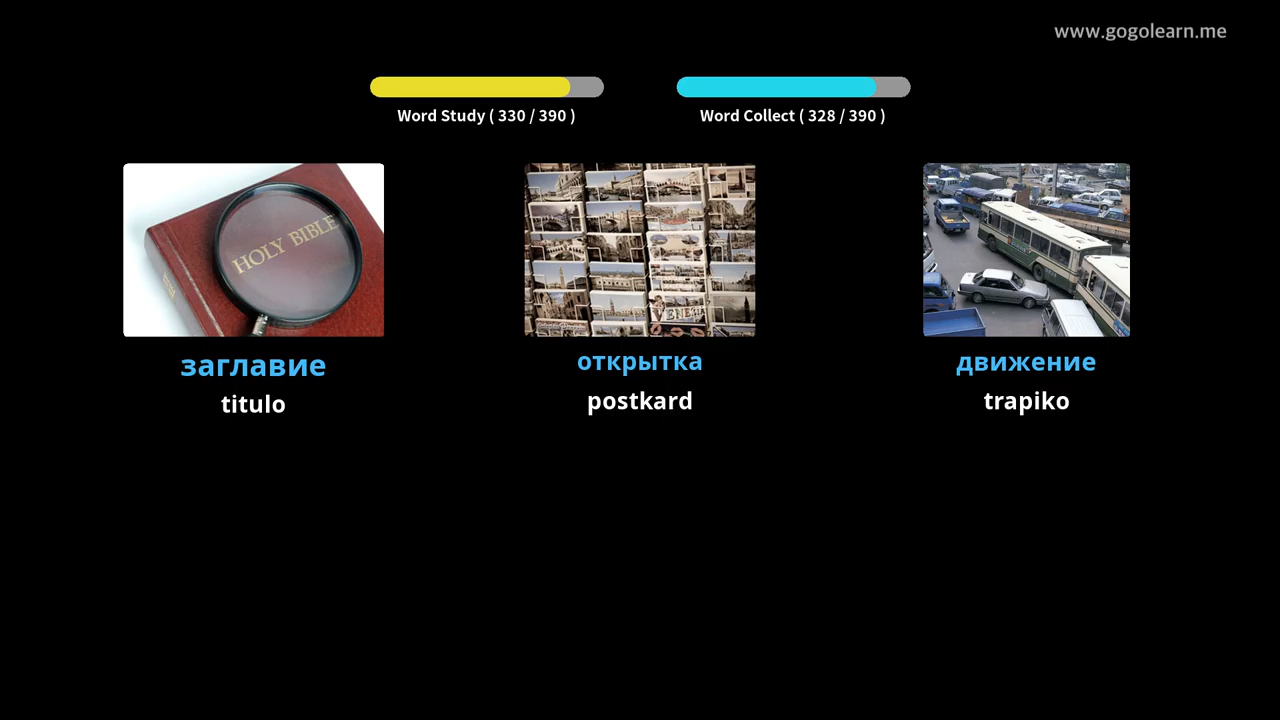 www.gogolearn.me
Word Study ( 330 / 390 )
Word Collect ( 328 / 390 )
HOLY BIBLE
заглавие
titulo
открытка
postkard
движение
trapiko